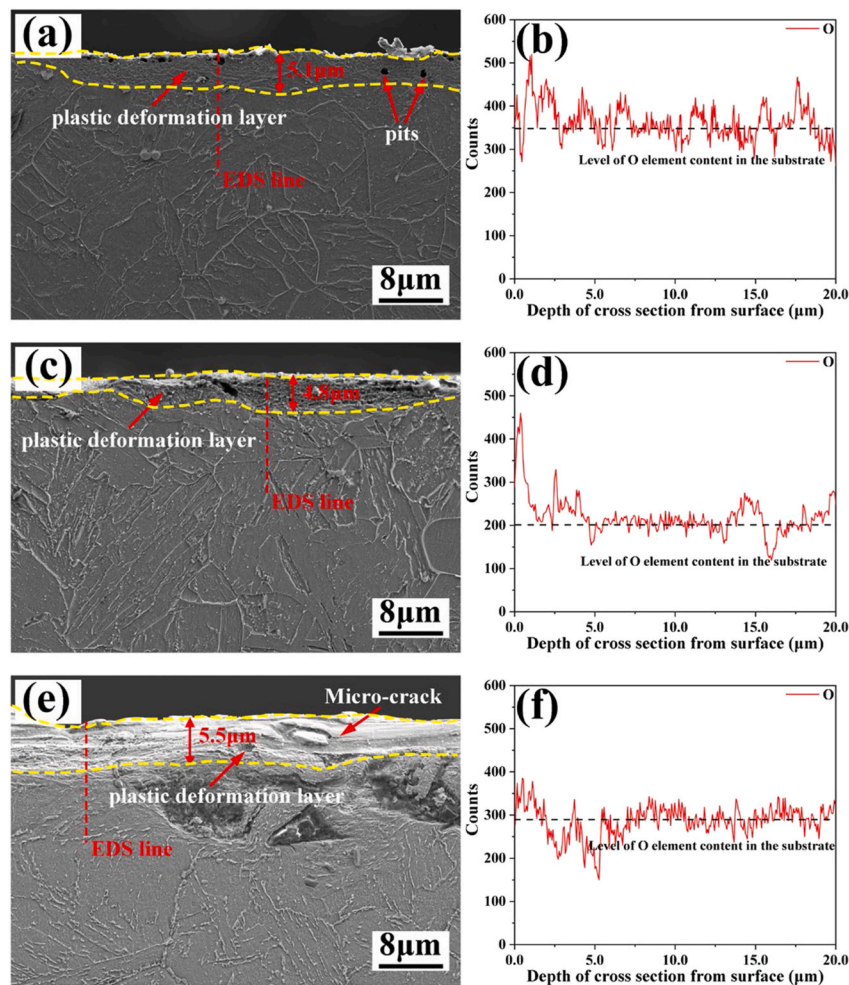 (a)
5.1μm
plastic deformation layer
pits
EDS line
8μm
(b)
600
500
400
300
200
100
0
Counts
O
Level of O element content in the substrate
0.0 5.0 10.0 15.0 20.0
Depth of cross section from surface (μm)
(c)
4.8μm
plastic deformation layer
EDS line
8μm
(d)
600
500
400
300
200
100
0
Counts
O
Level of O element content in the substrate
0.0 5.0 10.0 15.0 20.0
Depth of cross section from surface (μm)
(e)
Micro-crack
5.5μm
plastic deformation layer
EDS line
8μm
(f)
600
500
400
300
200
100
0
Counts
O
Level of O element content in the substrate
0.0 5.0 10.0 15.0 20.0
Depth of cross section from surface (μm)